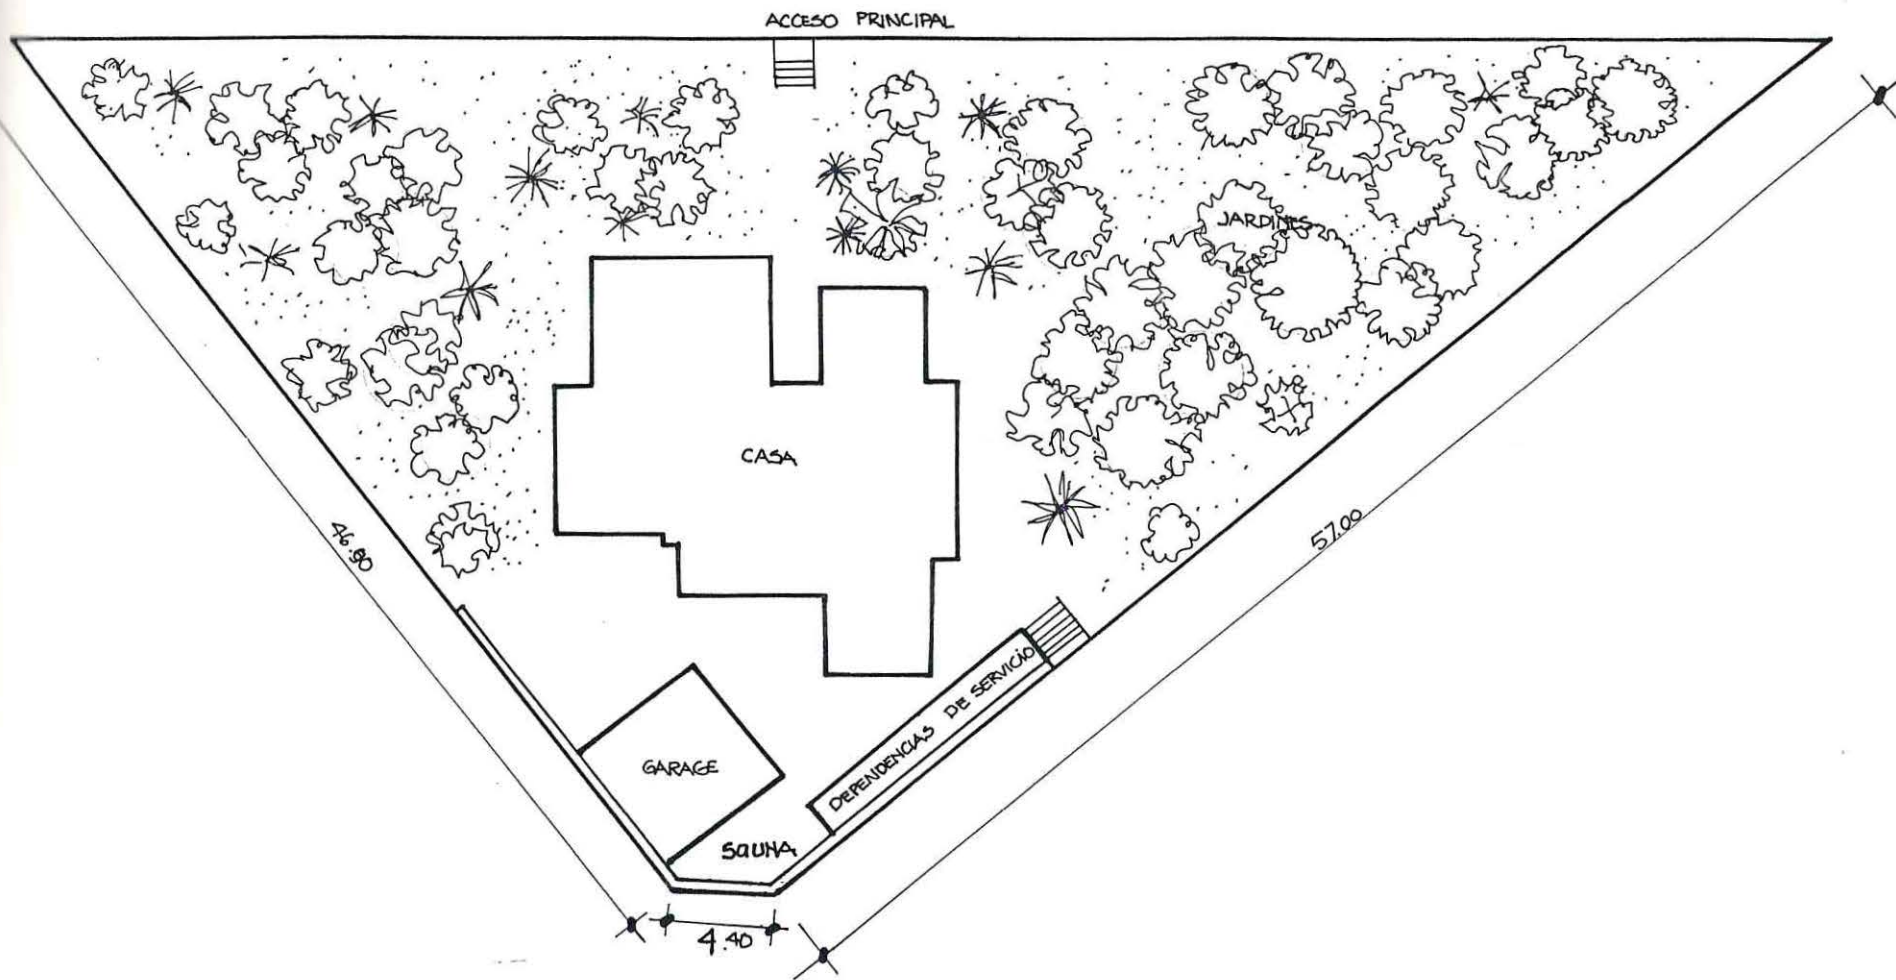 ACCESO PRINCIPAL
JARDINES
CASA
46.90
57.00
DEPENDENCIAS DE SERVICIO
GARAGE
SAUNA
4.40